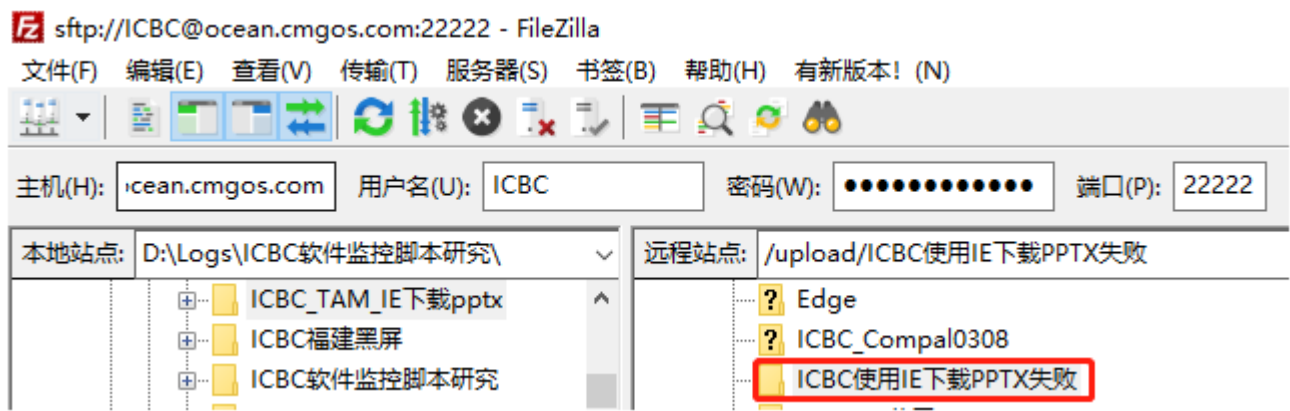 sftp://ICBC@ocean.cmgos.com:22222 - FileZilla
文件(F) 编辑(E) 查看(V) 传输(T) 服务器(S) 书签(B) 帮助(H) 有新版本! (N)
主机(H): cean.cmgos.com 用户名(U): ICBC 密码(W): ●●●●●●●●●●●● 端口(P): 22222
本地站点: D:\Logs\ICBC软件监控脚本研究\ 远程站点: /upload/ICBC使用IE下载PPTX失败
ICBC_TAM_IE下载pptx ? Edge
ICBC福建黑屏 ? ICBC_Compal0308
ICBC软件监控脚本研究 ICBC使用IE下载PPTX失败